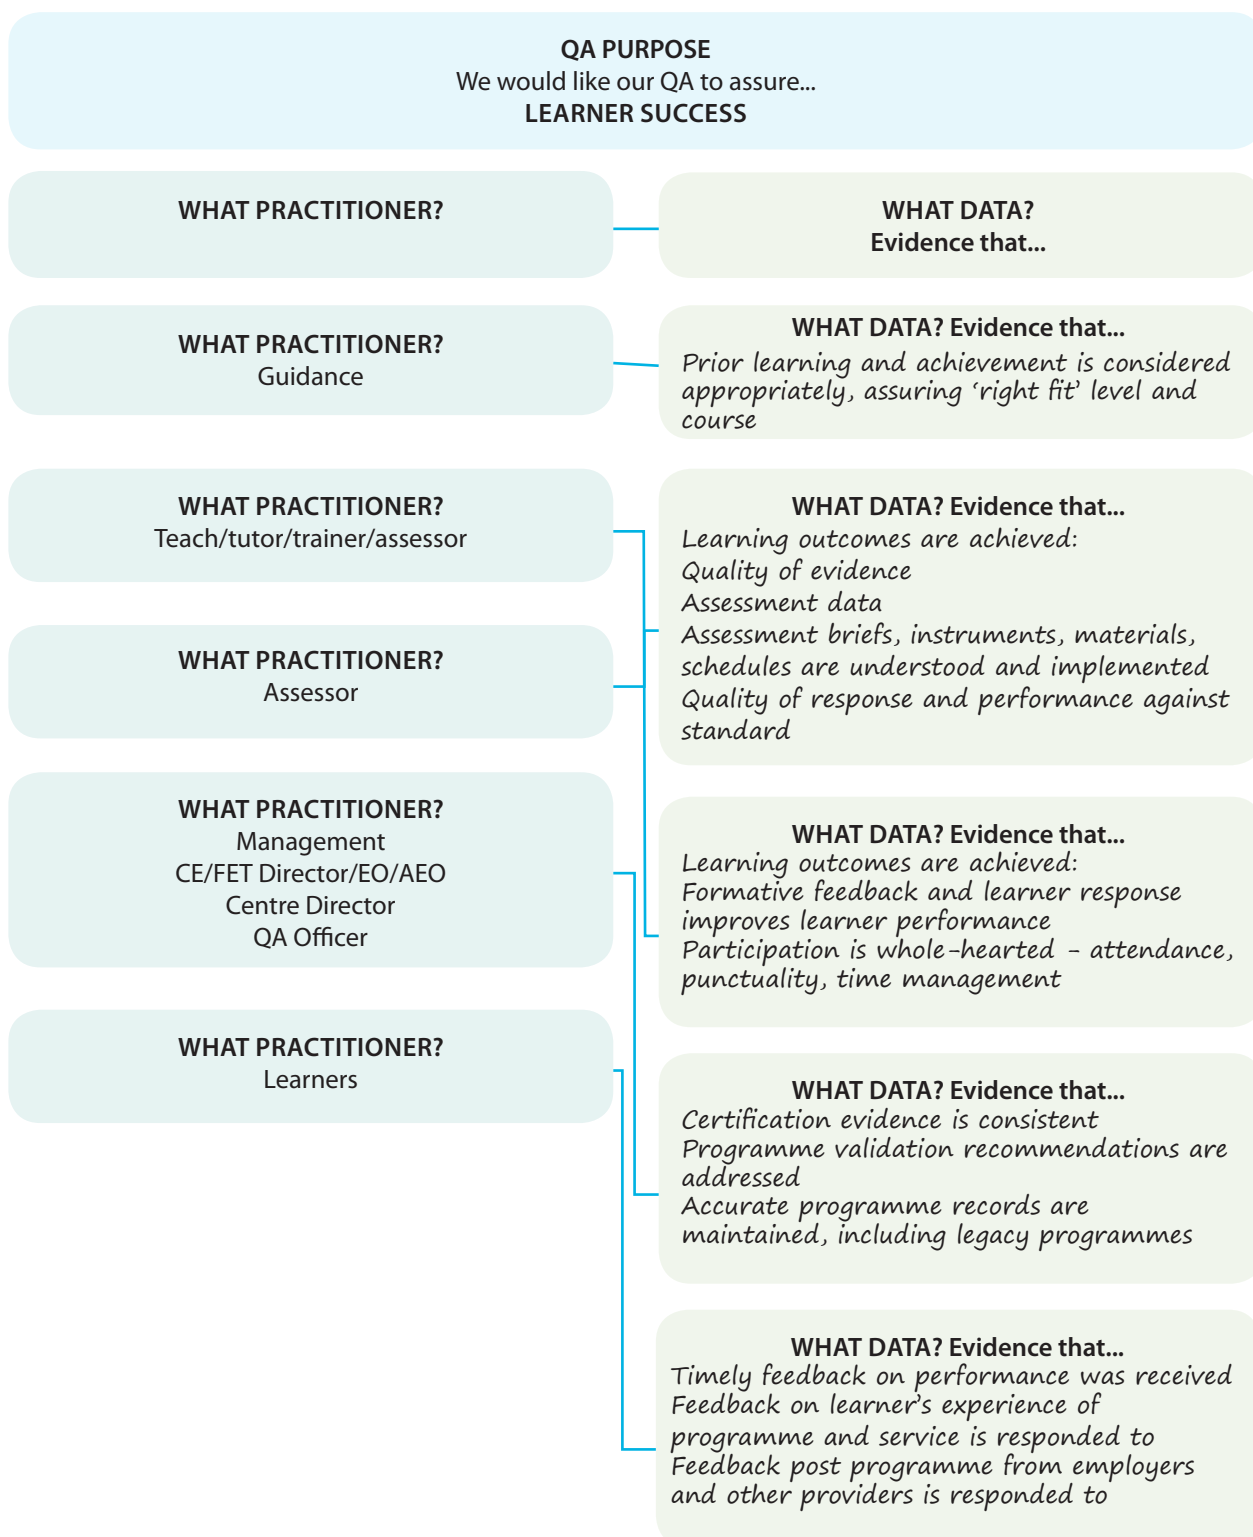 QA PURPOSE
We would like our QA to assure...
LEARNER SUCCESS
WHAT PRACTITIONER?
WHAT DATA?
Evidence that...
WHAT PRACTITIONER?
Guidance
WHAT DATA? Evidence that...
Prior learning and achievement is considered
appropriately, assuring ‘right fit’ level and
course
WHAT PRACTITIONER?
Teach/tutor/trainer/assessor
WHAT PRACTITIONER?
Assessor
WHAT DATA? Evidence that...
Learning outcomes are achieved:
Quality of evidence
Assessment data
Assessment briefs, instruments, materials,
schedules are understood and implemented
Quality of response and performance against
standard
WHAT DATA? Evidence that...
Learning outcomes are achieved:
Formative feedback and learner response
improves learner performance
Participation is whole-hearted - attendance,
punctuality, time management
WHAT PRACTITIONER?
Management
CE/FET Director/EO/AEO
Centre Director
QA Officer
WHAT DATA? Evidence that...
Certification evidence is consistent
Programme validation recommendations are
addressed
Accurate programme records are
maintained, including legacy programmes
WHAT PRACTITIONER?
Learners
WHAT DATA? Evidence that...
Timely feedback on performance was received
Feedback on learner’s experience of
programme and service is responded to
Feedback post programme from employers
and other providers is responded to